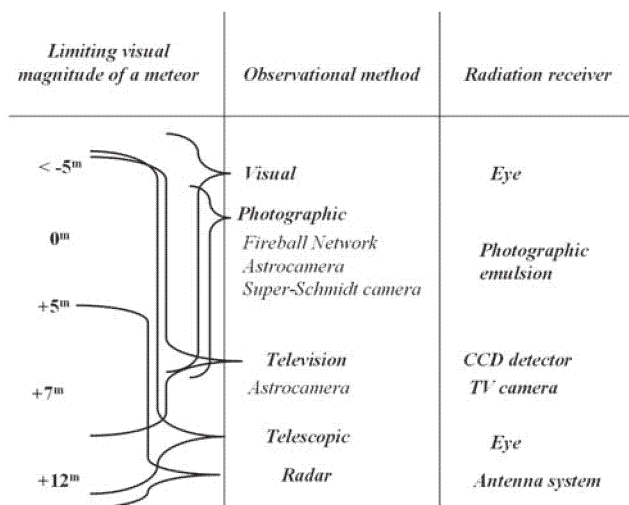 Limiting visual
magnitude of a meteor
Observational method
Radiation receiver
< -5ᵐ
Visual
Eye
Photographic
0ᵐ
Fireball Network
Astrocamera
Super-Schmidt camera
Photographic
emulsion
+5ᵐ
Television
CCD detector
+7ᵐ
Astrocamera
TV camera
Telescopic
Eye
+12ᵐ
Radar
Antenna system